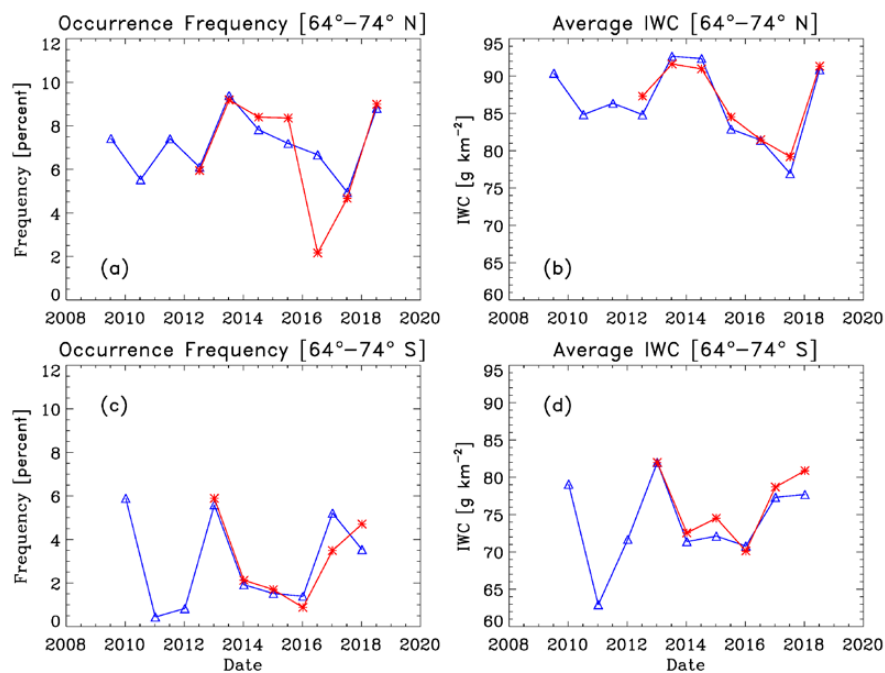 Occurrence Frequency [64°−74° N]
Frequency [percent]
12
10
8
6
4
2
0
(a)
2008 2010 2012 2014 2016 2018 2020
Average IWC [64°−74° N]
IWC [g km−2]
95
90
85
80
75
70
65
60
(b)
2008 2010 2012 2014 2016 2018 2020
Occurrence Frequency [64°−74° S]
Frequency [percent]
12
10
8
6
4
2
0
(c)
2008 2010 2012 2014 2016 2018 2020
Date
Average IWC [64°−74° S]
IWC [g km−2]
95
90
85
80
75
70
65
60
(d)
2008 2010 2012 2014 2016 2018 2020
Date